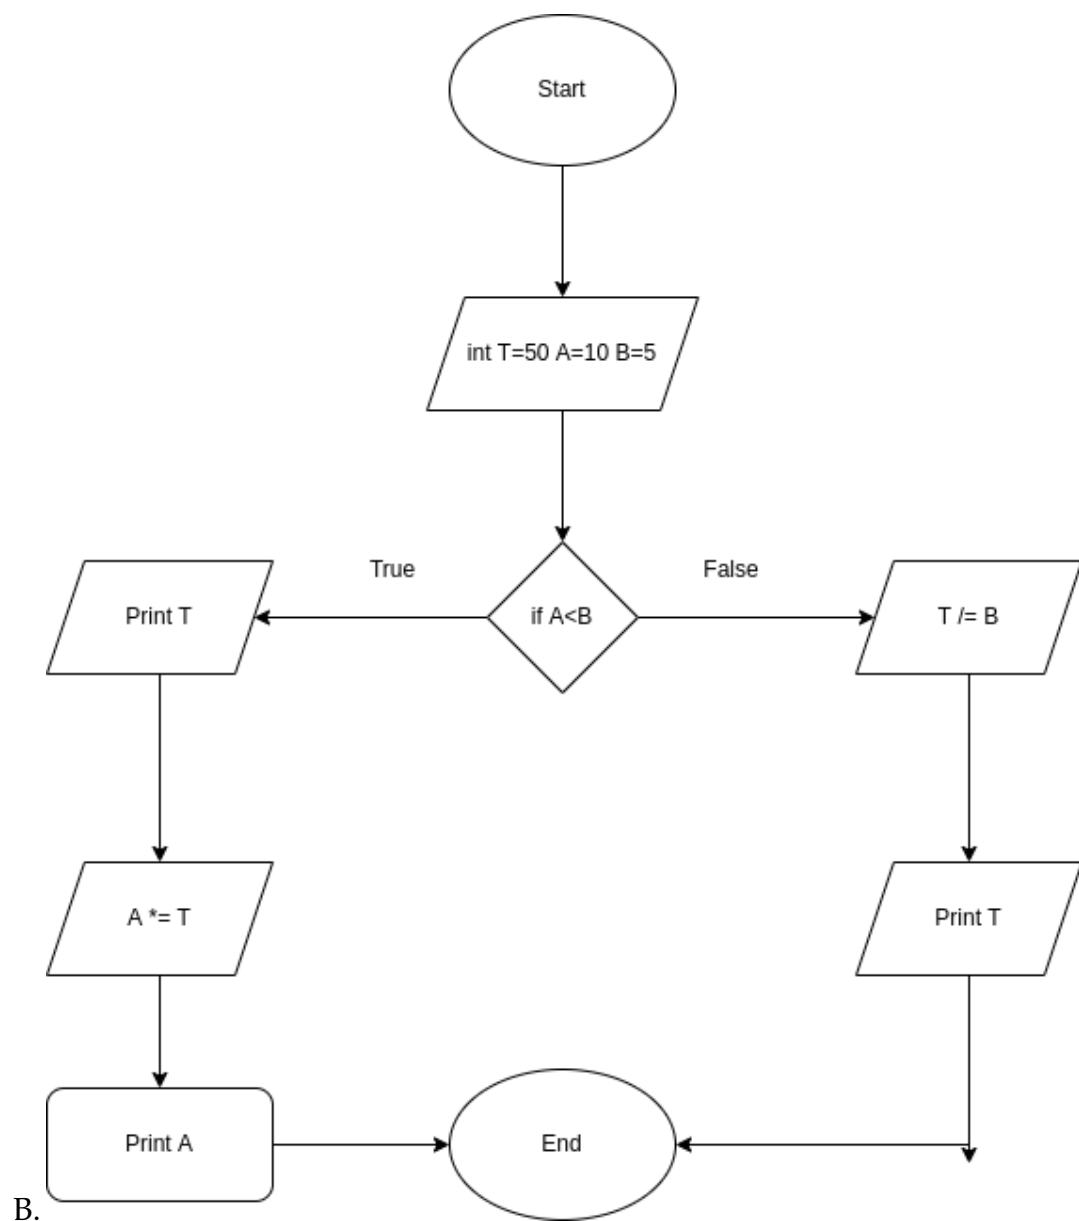 Start
int T=50 A=10 B=5
True
False
Print T
if A<B
T /= B
A *= T
Print T
Print A
End
B.